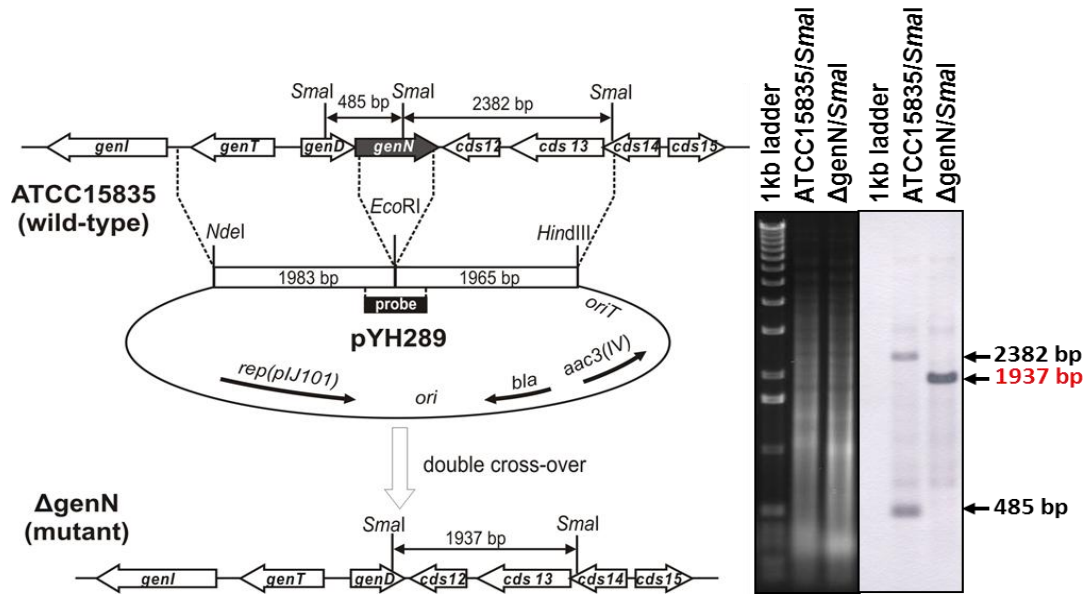 SmaI 485 bp SmaI 2382 bp SmaI
genI genT genD genN cds12 cds 13 cds14 cds15
ATCC15835
(wild-type)
EcoRI
NdeI HindIII
1983 bp 1965 bp
probe
oriT
pYH289
rep(pIJ101) ori bla aac3(IV)
double cross-over
ΔgenN
(mutant)
SmaI 1937 bp SmaI
genI genT genD cds12 cds 13 cds14 cds15
1kb ladder
ATCC15835/SmaI
ΔgenN/SmaI
1kb ladder
ATCC15835/SmaI
ΔgenN/SmaI
2382 bp
1937 bp
485 bp